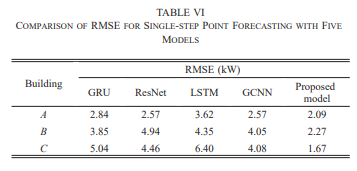 TABLE VI
COMPARISON OF RMSE FOR SINGLE-STEP POINT FORECASTING WITH FIVE
MODELS
RMSE (kW)
Building GRU ResNet LSTM GCNN Proposed model
A 2.84 2.57 3.62 2.57 2.09
B 3.85 4.94 4.35 4.05 2.27
C 5.04 4.46 6.40 4.08 1.67